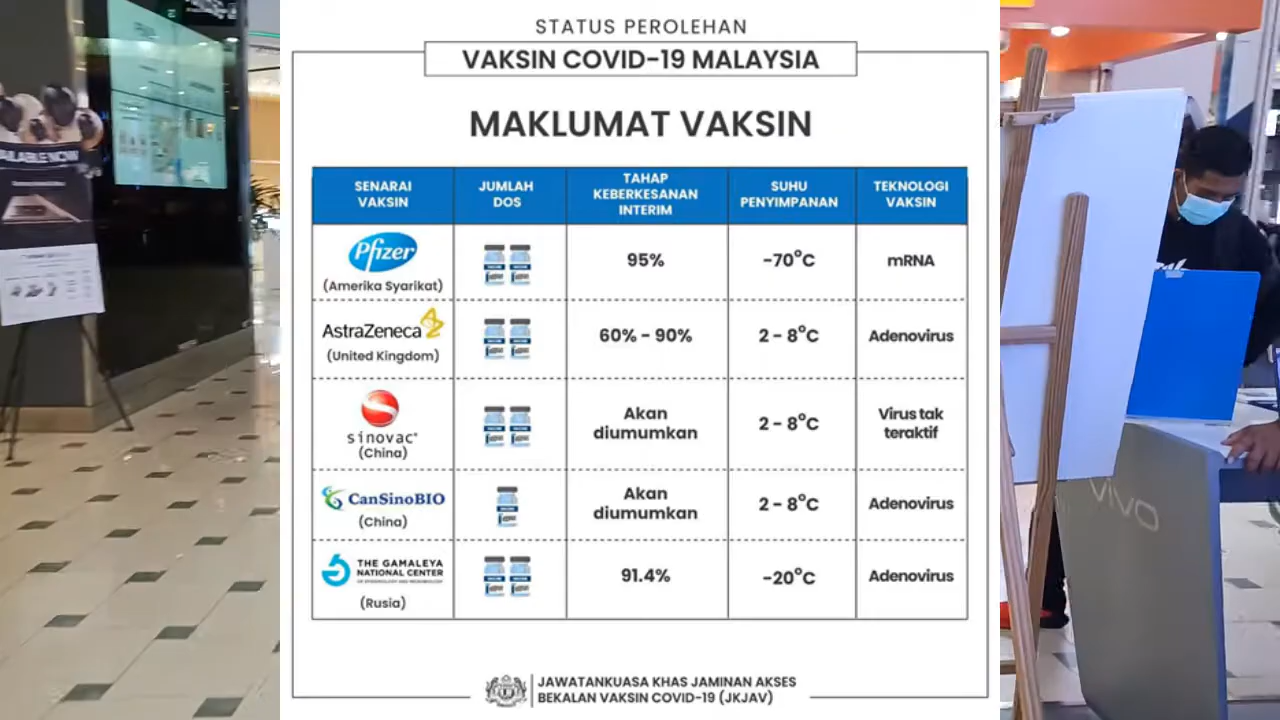 STATUS PEROLEHAN
VAKSIN COVID-19 MALAYSIA
MAKLUMAT VAKSIN
SENARAI VAKSIN
JUMLAH DOS
TAHAP KEBERKESANAN INTERIM
SUHU PENYIMPANAN
TEKNOLOGI VAKSIN
Pfizer
(Amerika Syarikat)
95%
-70°C
mRNA
AstraZeneca
(United Kingdom)
60% - 90%
2 - 8°C
Adenovirus
sinovac
(China)
Akan diumumkan
2 - 8°C
Virus tak teraktif
CanSinoBIO
(China)
Akan diumumkan
2 - 8°C
Adenovirus
THE GAMALEYA
NATIONAL CENTER
(Rusia)
91.4%
-20°C
Adenovirus
JAWATANKUASA KHAS JAMINAN AKSES
BEKALAN VAKSIN COVID-19 (JKJAV)
NOW
vivo